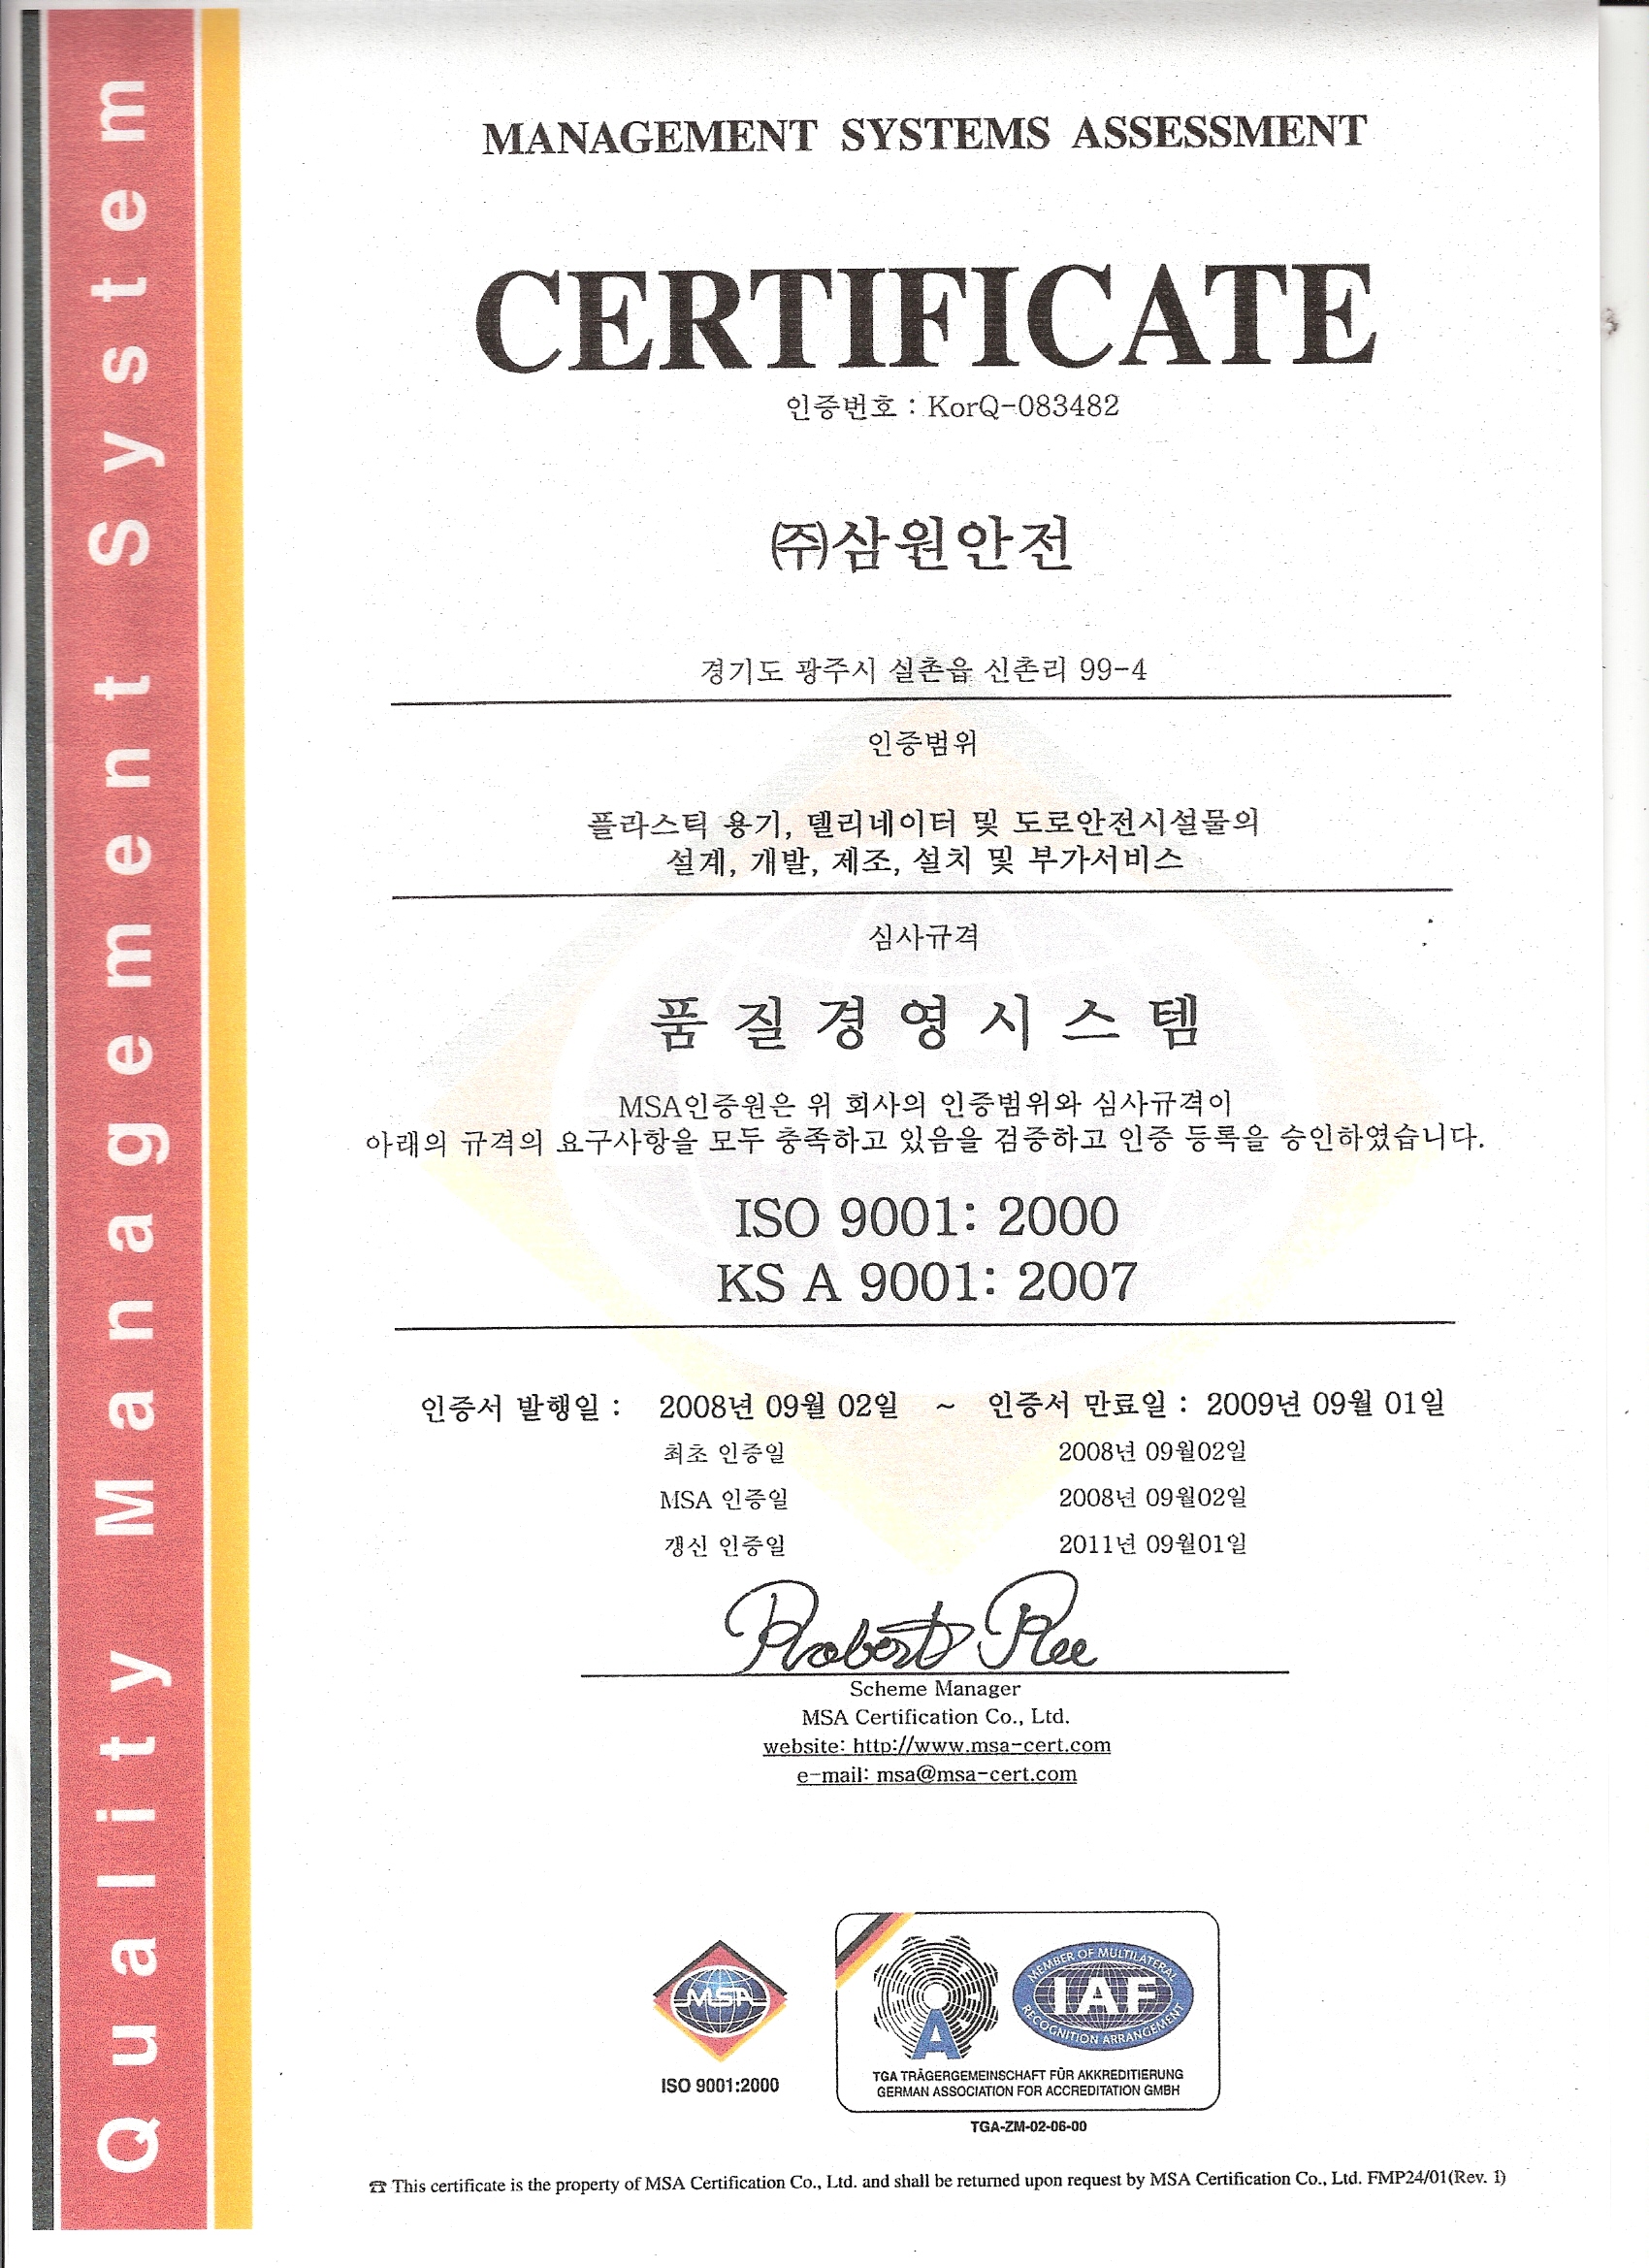 Quality Management System
MANAGEMENT SYSTEMS ASSESSMENT
CERTIFICATE
인증번호 : KorQ-083482
㈜삼원안전
경기도 광주시 실촌읍 신촌리 99-4
인증범위
플라스틱 용기, 델리네이터 및 도로안전시설물의
설계, 개발, 제조, 설치 및 부가서비스
심사규격
품 질 경 영 시 스 템
MSA인증원은 위 회사의 인증범위와 심사규격이
아래의 규격의 요구사항을 모두 충족하고 있음을 검증하고 인증 등록을 승인하였습니다.
ISO 9001: 2000
KS A 9001: 2007
인증서 발행일 : 2008년 09월 02일 ~ 인증서 만료일 : 2009년 09월 01일
최초 인증일 2008년 09월02일
MSA 인증일 2008년 09월02일
갱신 인증일 2011년 09월01일
Robert Ree
Scheme Manager
MSA Certification Co., Ltd.
website: http://www.msa-cert.com
e-mail: msa@msa-cert.com
MSA
ISO 9001:2000
A
MEMBER OF MULTILATERAL
IAF
RECOGNITION ARRANGEMENT
TGA TRÄGERGEMEINSCHAFT FÜR AKKREDITIERUNG
GERMAN ASSOCIATION FOR ACCREDITATION GMBH
TGA-ZM-02-06-00
☎ This certificate is the property of MSA Certification Co., Ltd. and shall be returned upon request by MSA Certification Co., Ltd. FMP24/01(Rev. 1)